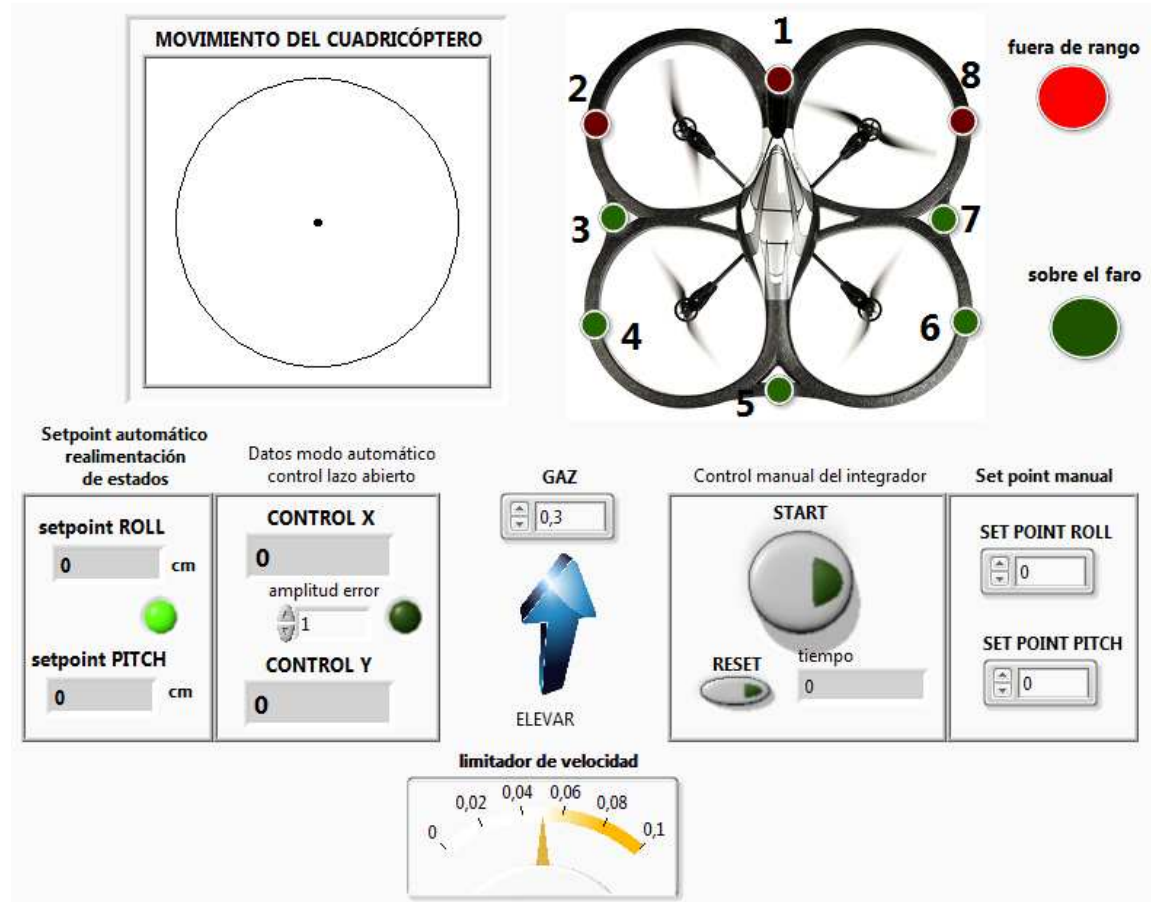 MOVIMIENTO DEL CUADRICÓPTERO
1
2
8
3
7
4
6
5
fuera de rango
sobre el faro
Setpoint automático
realimentación
de estados
setpoint ROLL
0 cm
setpoint PITCH
0 cm
Datos modo automático
control lazo abierto
CONTROL X
0
amplitud error
1
CONTROL Y
0
GAZ
0,3
ELEVAR
Control manual del integrador
START
RESET
tiempo
0
Set point manual
SET POINT ROLL
0
SET POINT PITCH
0
limitador de velocidad
0
0,02
0,04
0,06
0,08
0,1